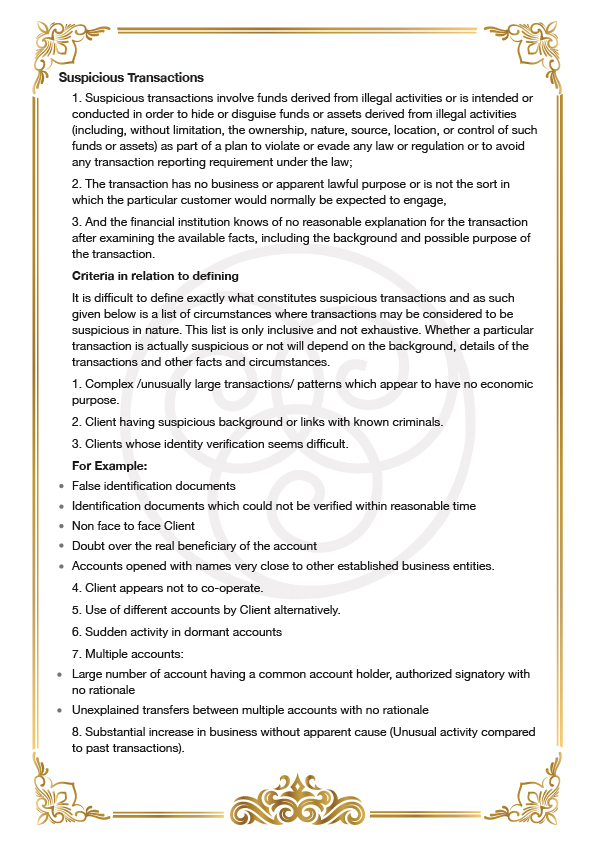 Suspicious Transactions
1. Suspicious transactions involve funds derived from illegal activities or is intended or
conducted in order to hide or disguise funds or assets derived from illegal activities
(including, without limitation, the ownership, nature, source, location, or control of such
funds or assets) as part of a plan to violate or evade any law or regulation or to avoid
any transaction reporting requirement under the law;
2. The transaction has no business or apparent lawful purpose or is not the sort in
which the particular customer would normally be expected to engage,
3. And the financial institution knows of no reasonable explanation for the transaction
after examining the available facts, including the background and possible purpose of
the transaction.
Criteria in relation to defining
It is difficult to define exactly what constitutes suspicious transactions and as such
given below is a list of circumstances where transactions may be considered to be
suspicious in nature. This list is only inclusive and not exhaustive. Whether a particular
transaction is actually suspicious or not will depend on the background, details of the
transactions and other facts and circumstances.
1. Complex /unusually large transactions/ patterns which appear to have no economic
purpose.
2. Client having suspicious background or links with known criminals.
3. Clients whose identity verification seems difficult.
For Example:
• False identification documents
• Identification documents which could not be verified within reasonable time
• Non face to face Client
• Doubt over the real beneficiary of the account
• Accounts opened with names very close to other established business entities.
4. Client appears not to co-operate.
5. Use of different accounts by Client alternatively.
6. Sudden activity in dormant accounts
7. Multiple accounts:
• Large number of account having a common account holder, authorized signatory with
no rationale
• Unexplained transfers between multiple accounts with no rationale
8. Substantial increase in business without apparent cause (Unusual activity compared
to past transactions).